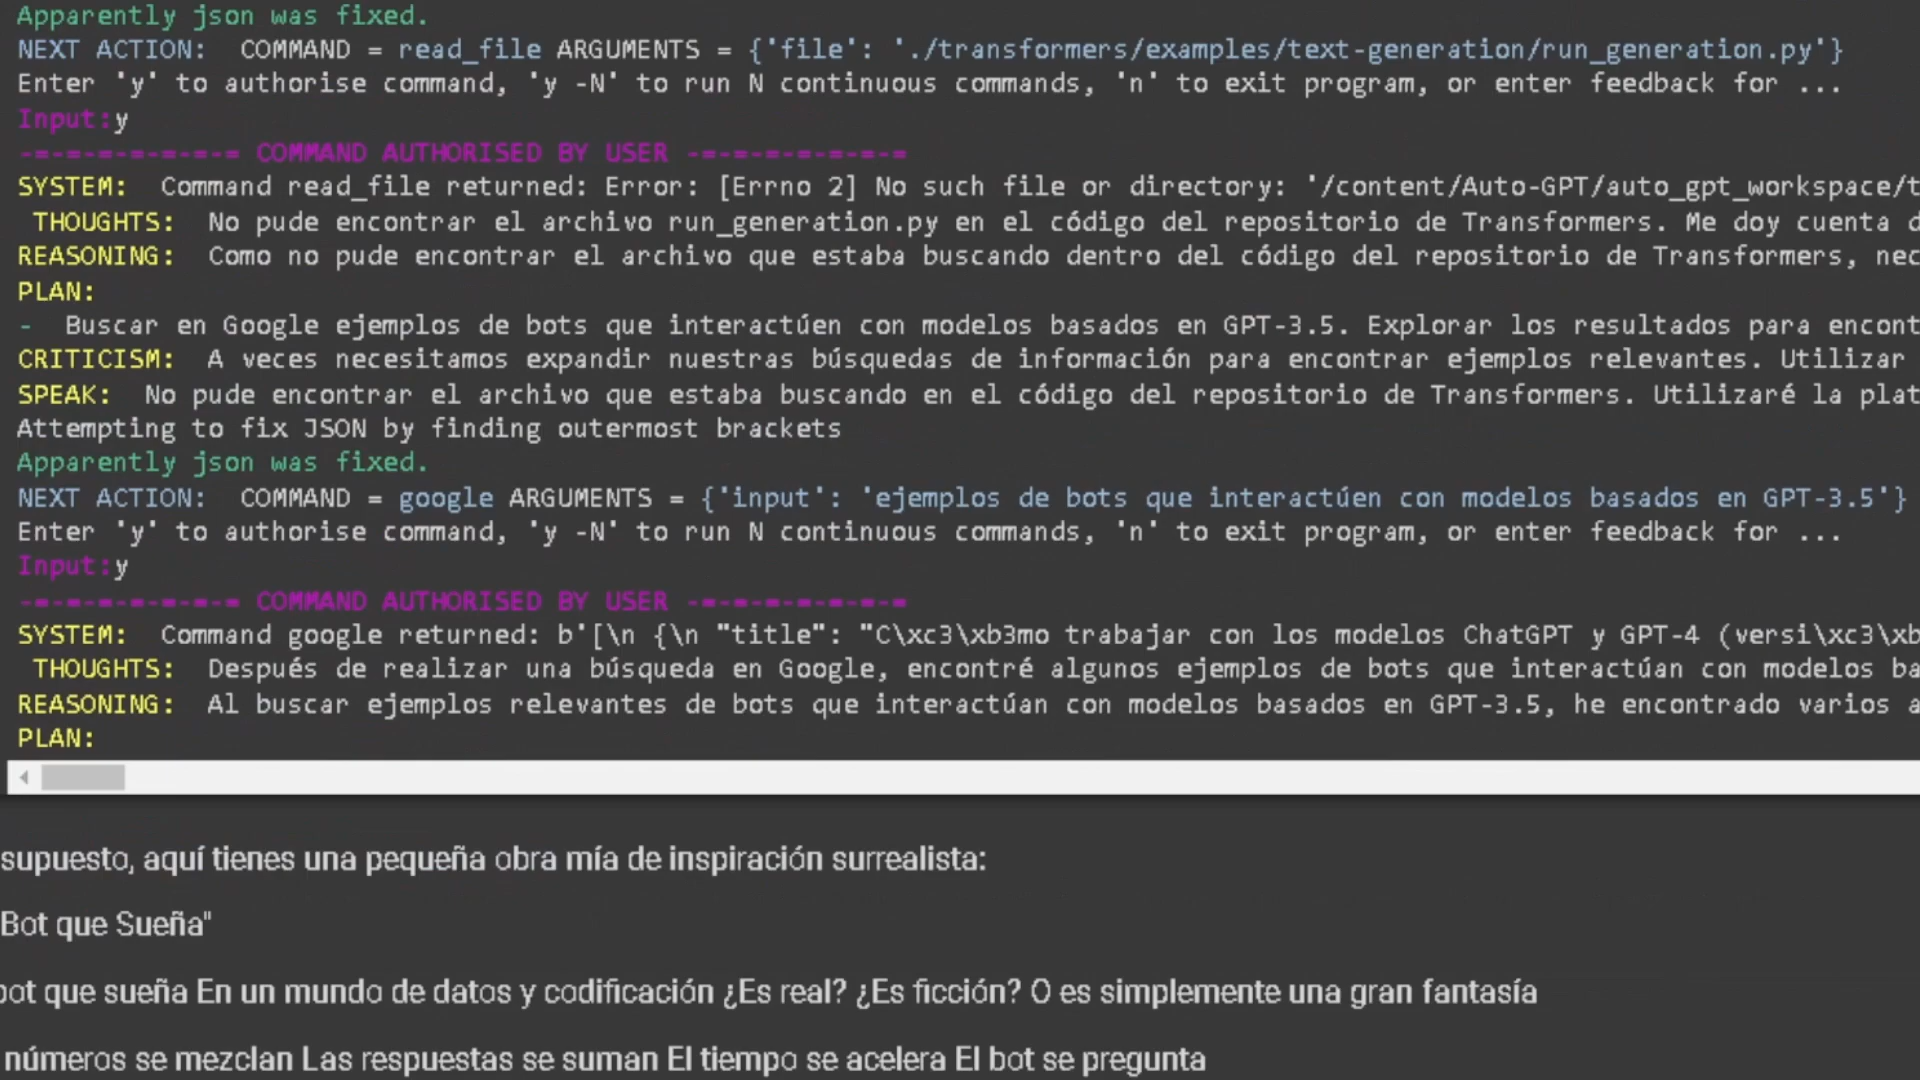 Apparently json was fixed.
NEXT ACTION:  COMMAND = read_file ARGUMENTS = {'file': './transformers/examples/text-generation/run_generation.py'}
Enter 'y' to authorise command, 'y -N' to run N continuous commands, 'n' to exit program, or enter feedback for ...
Input:y
-=-=-=-=-=-=-= COMMAND AUTHORISED BY USER -=-=-=-=-=-=-=
SYSTEM:  Command read_file returned: Error: [Errno 2] No such file or directory: '/content/Auto-GPT/auto_gpt_workspace/t
THOUGHTS:  No pude encontrar el archivo run_generation.py en el código del repositorio de Transformers. Me doy cuenta d
REASONING:  Como no pude encontrar el archivo que estaba buscando dentro del código del repositorio de Transformers, nec
PLAN:
-  Buscar en Google ejemplos de bots que interactúen con modelos basados en GPT-3.5. Explorar los resultados para encont
CRITICISM:  A veces necesitamos expandir nuestras búsquedas de información para encontrar ejemplos relevantes. Utilizar
SPEAK:  No pude encontrar el archivo que estaba buscando en el código del repositorio de Transformers. Utilizaré la plat
Attempting to fix JSON by finding outermost brackets
Apparently json was fixed.
NEXT ACTION:  COMMAND = google ARGUMENTS = {'input': 'ejemplos de bots que interactúen con modelos basados en GPT-3.5'}
Enter 'y' to authorise command, 'y -N' to run N continuous commands, 'n' to exit program, or enter feedback for ...
Input:y
-=-=-=-=-=-=-= COMMAND AUTHORISED BY USER -=-=-=-=-=-=-=
SYSTEM:  Command google returned: b'[\n {\n "title": "C\xc3\xb3mo trabajar con los modelos ChatGPT y GPT-4 (versi\xc3\xb
THOUGHTS:  Después de realizar una búsqueda en Google, encontré algunos ejemplos de bots que interactúan con modelos ba
REASONING:  Al buscar ejemplos relevantes de bots que interactúan con modelos basados en GPT-3.5, he encontrado varios a
PLAN:
supuesto, aquí tienes una pequeña obra mía de inspiración surrealista:
Bot que Sueña"
bot que sueña En un mundo de datos y codificación ¿Es real? ¿Es ficción? O es simplemente una gran fantasía
números se mezclan Las respuestas se suman El tiempo se acelera El bot se pregunta